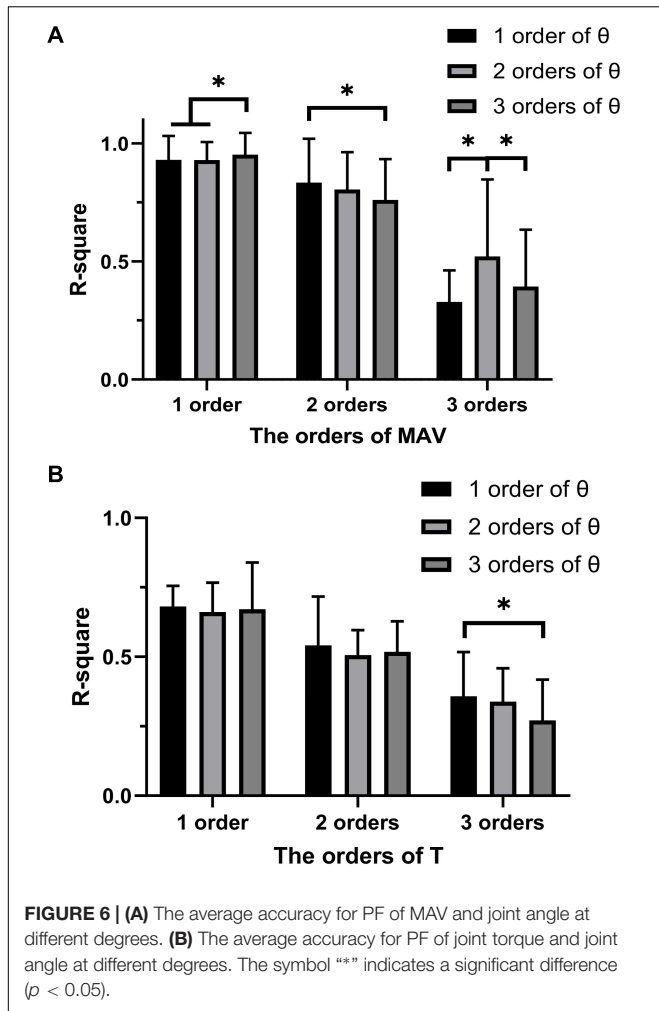 A
1 order of θ
2 orders of θ
3 orders of θ
*
*
* *
1.0
0.5
0.0
R-square
1 order 2 orders 3 orders
The orders of MAV
B
1 order of θ
2 orders of θ
3 orders of θ
*
1.0
0.5
0.0
R-square
1 order 2 orders 3 orders
The orders of T
FIGURE 6 | (A) The average accuracy for PF of MAV and joint angle at
different degrees. (B) The average accuracy for PF of joint torque and joint
angle at different degrees. The symbol “*” indicates a significant difference
(p < 0.05).